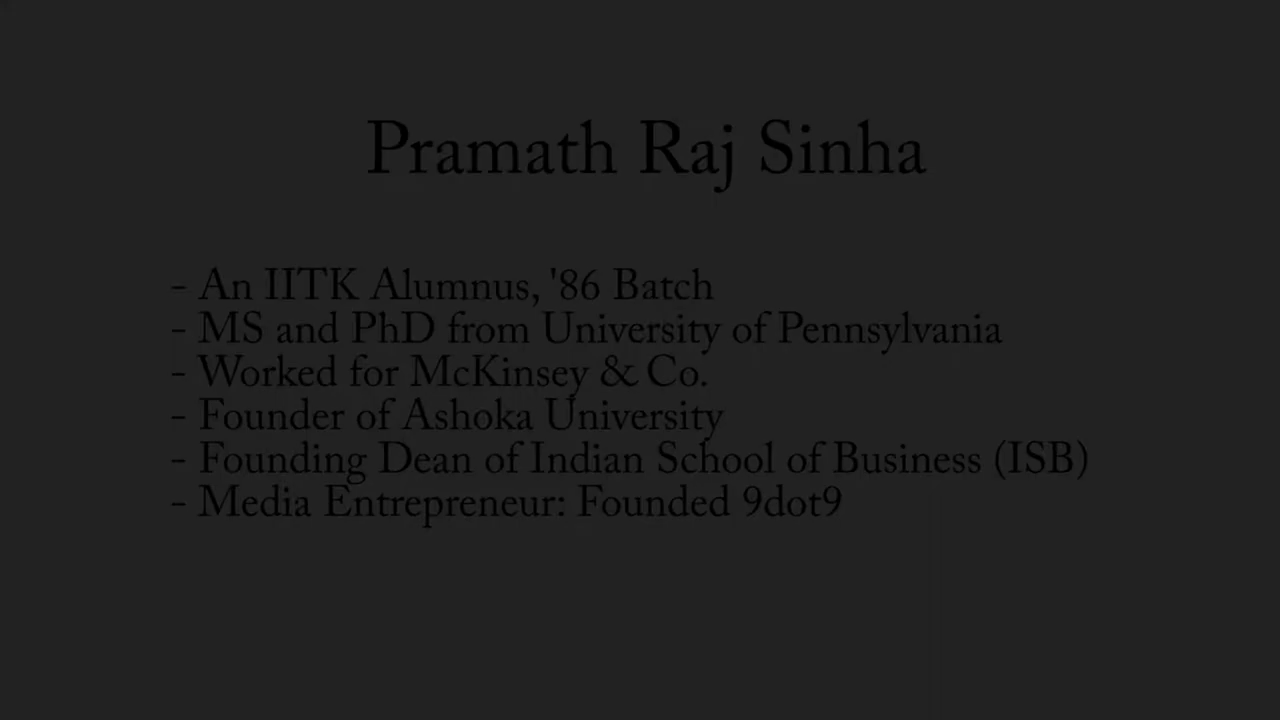 Pramath Raj Sinha
- An IITK Alumnus, '86 Batch
- MS and PhD from University of Pennsylvania
- Worked for McKinsey & Co.
- Founder of Ashoka University
- Founding Dean of Indian School of Business (ISB)
- Media Entrepreneur: Founded 9dot9